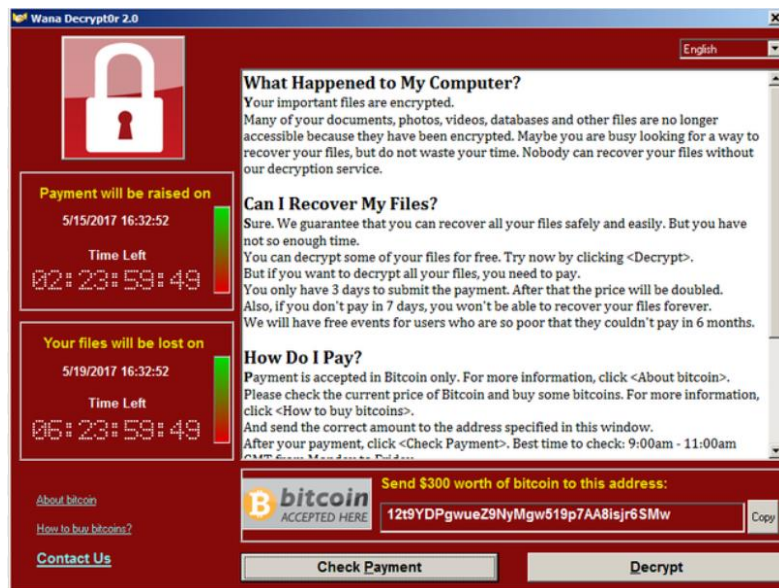 Wana Decrypt0r 2.0
English
What Happened to My Computer?
Your important files are encrypted.
Many of your documents, photos, videos, databases and other files are no longer
accessible because they have been encrypted. Maybe you are busy looking for a way to
recover your files, but do not waste your time. Nobody can recover your files without
our decryption service.
Can I Recover My Files?
Sure. We guarantee that you can recover all your files safely and easily. But you have
not so enough time.
You can decrypt some of your files for free. Try now by clicking <Decrypt>.
But if you want to decrypt all your files, you need to pay.
You only have 3 days to submit the payment. After that the price will be doubled.
Also, if you don't pay in 7 days, you won't be able to recover your files forever.
We will have free events for users who are so poor that they couldn't pay in 6 months.
How Do I Pay?
Payment is accepted in Bitcoin only. For more information, click <About bitcoin>.
Please check the current price of Bitcoin and buy some bitcoins. For more information,
click <How to buy bitcoins>.
And send the correct amount to the address specified in this window.
After your payment, click <Check Payment>. Best time to check: 9:00am - 11:00am
GMT from Monday to Friday.
Payment will be raised on
5/15/2017 16:32:52
Time Left
02:23:59:49
Your files will be lost on
5/19/2017 16:32:52
Time Left
06:23:59:49
About bitcoin
How to buy bitcoins?
Contact Us
bitcoin
ACCEPTED HERE
Send $300 worth of bitcoin to this address:
12t9YDPgwueZ9NyMgw519p7AA8isjr6SMw
Copy
Check Payment
Decrypt